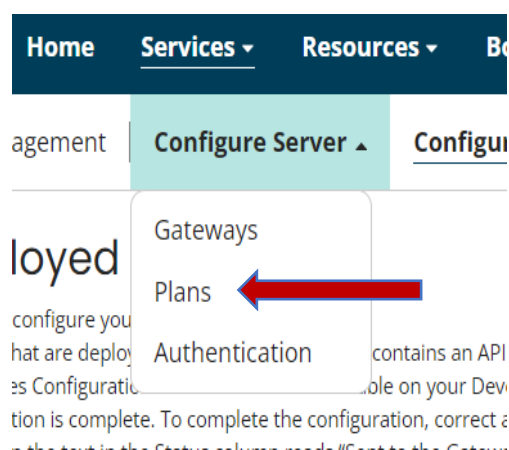 Home Services Resources
agement Configure Server
Gateways
loyed
Plans
configure you
hat are deploy
Authentication
contains an API
es Configuratio
ble on your Dev
tion is complete. To complete the configuration, correct a